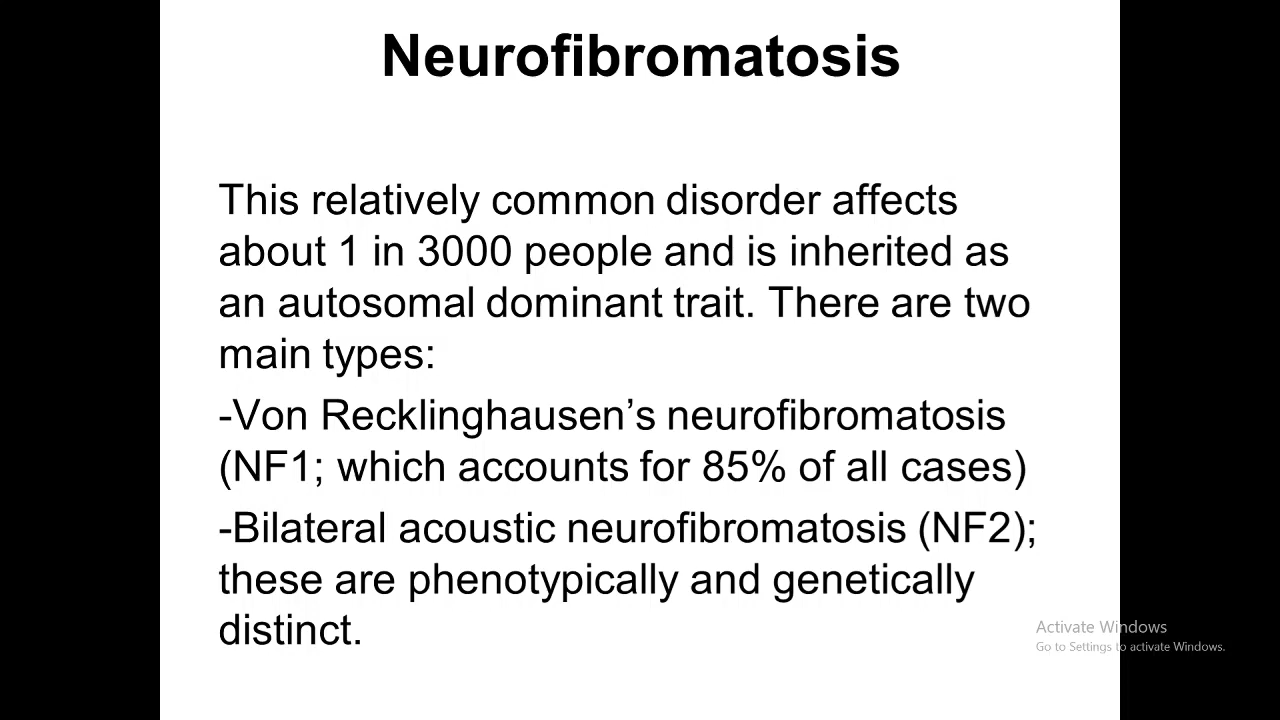 Neurofibromatosis
This relatively common disorder affects
about 1 in 3000 people and is inherited as
an autosomal dominant trait. There are two
main types:
-Von Recklinghausen’s neurofibromatosis
(NF1; which accounts for 85% of all cases)
-Bilateral acoustic neurofibromatosis (NF2);
these are phenotypically and genetically
distinct.
Activate Windows
Go to Settings to activate Windows.